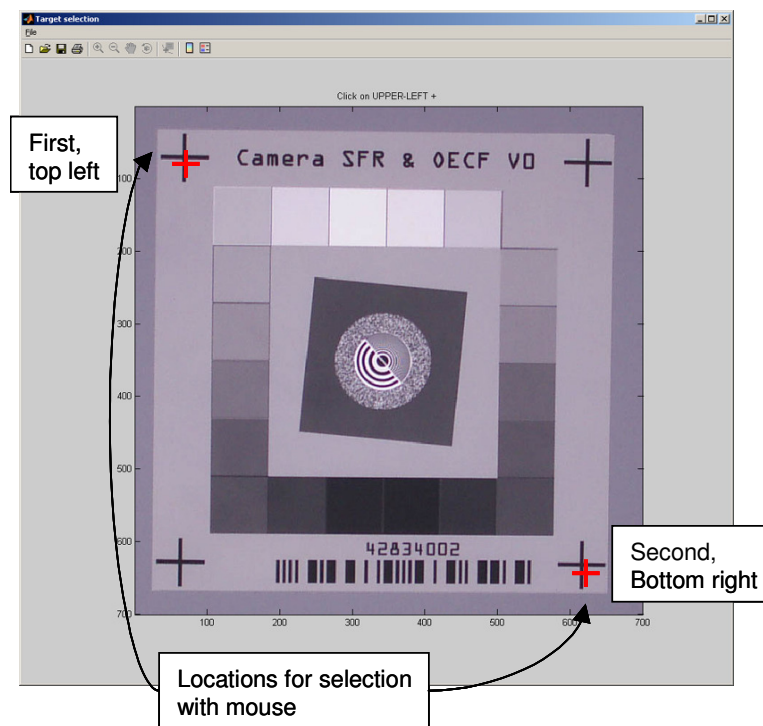 Target selection
File
Click on UPPER-LEFT +
First,
top left
Camera SFR & OECF V0
100
200
300
400
500
600
700
42834002
Second,
Bottom right
100 200 300 400 500 600 700
Locations for selection
with mouse